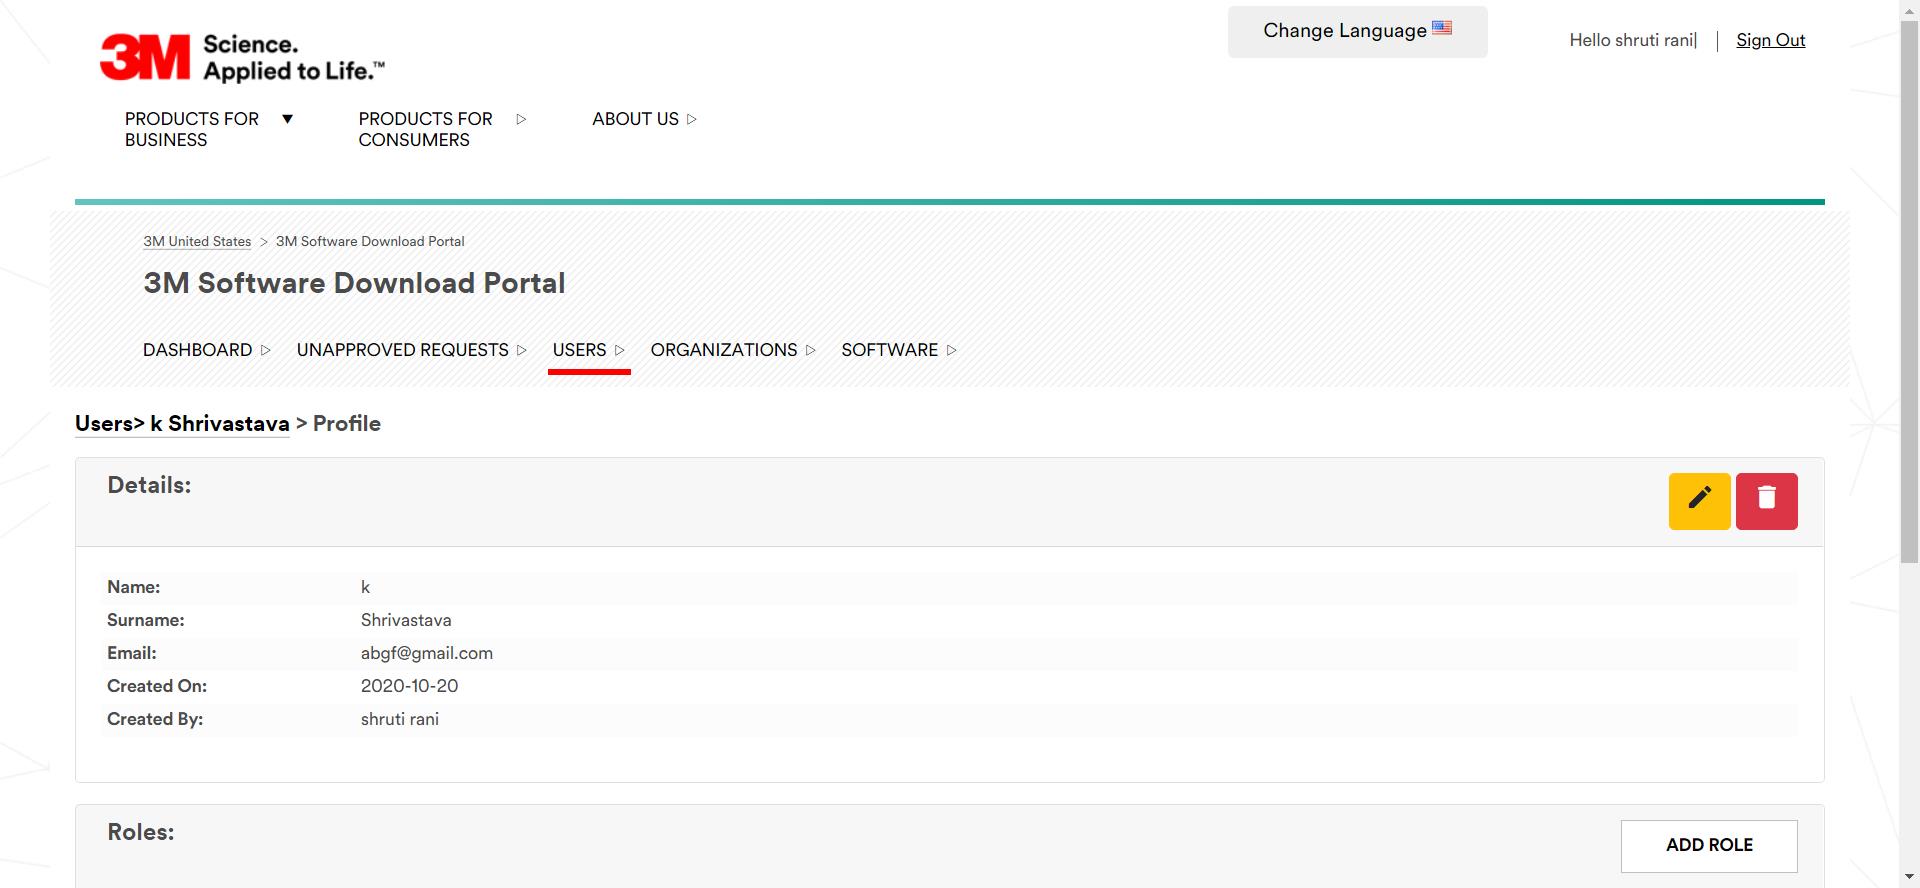 3M Science.
Applied to Life.™
Change Language
Hello shruti rani| | Sign Out
PRODUCTS FOR BUSINESS ▼
PRODUCTS FOR CONSUMERS ▷
ABOUT US ▷
3M United States > 3M Software Download Portal
3M Software Download Portal
DASHBOARD ▷ UNAPPROVED REQUESTS ▷ USERS ▷ ORGANIZATIONS ▷ SOFTWARE ▷
Users> k Shrivastava > Profile
Details:
Name: k
Surname: Shrivastava
Email: abgf@gmail.com
Created On: 2020-10-20
Created By: shruti rani
Roles:
ADD ROLE